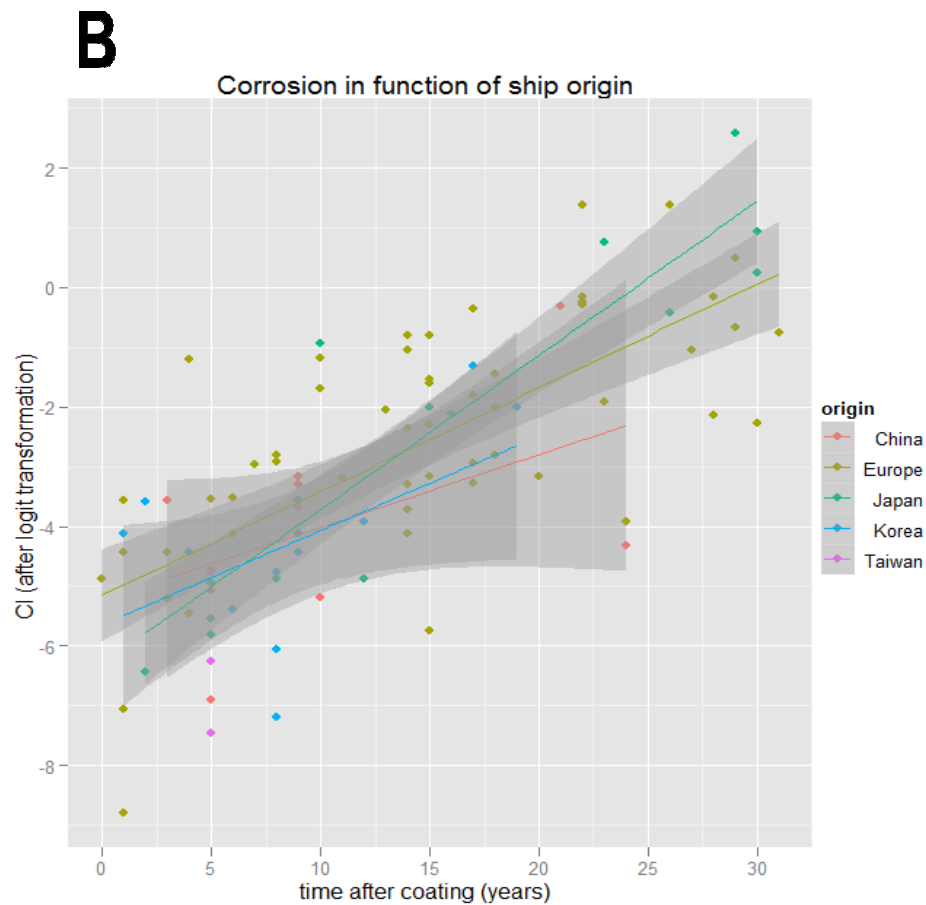 B
Corrosion in function of ship origin
CI (after logit transformation)
2
0
-2
-4
-6
-8
0 5 10 15 20 25 30
time after coating (years)
origin
China
Europe
Japan
Korea
Taiwan